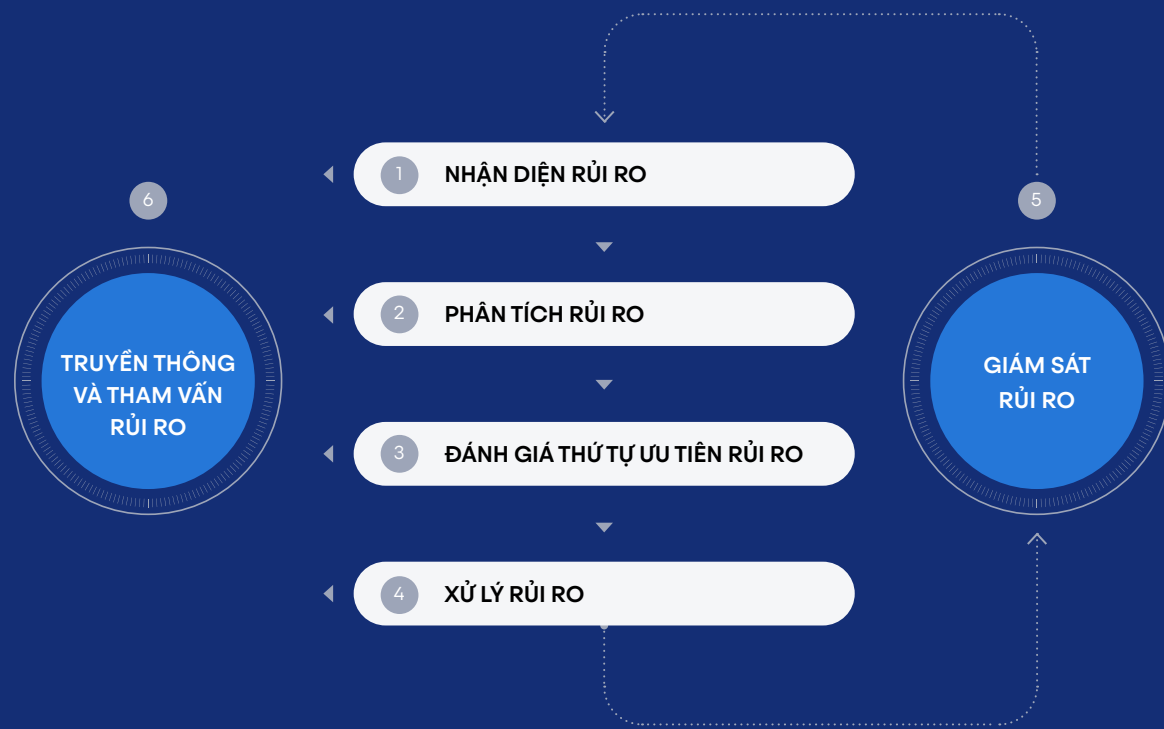 1 NHẬN DIỆN RỦI RO
2 PHÂN TÍCH RỦI RO
3 ĐÁNH GIÁ THỨ TỰ ƯU TIÊN RỦI RO
4 XỬ LÝ RỦI RO
5
GIÁM SÁT
RỦI RO
6
TRUYỀN THÔNG
VÀ THAM VẤN
RỦI RO